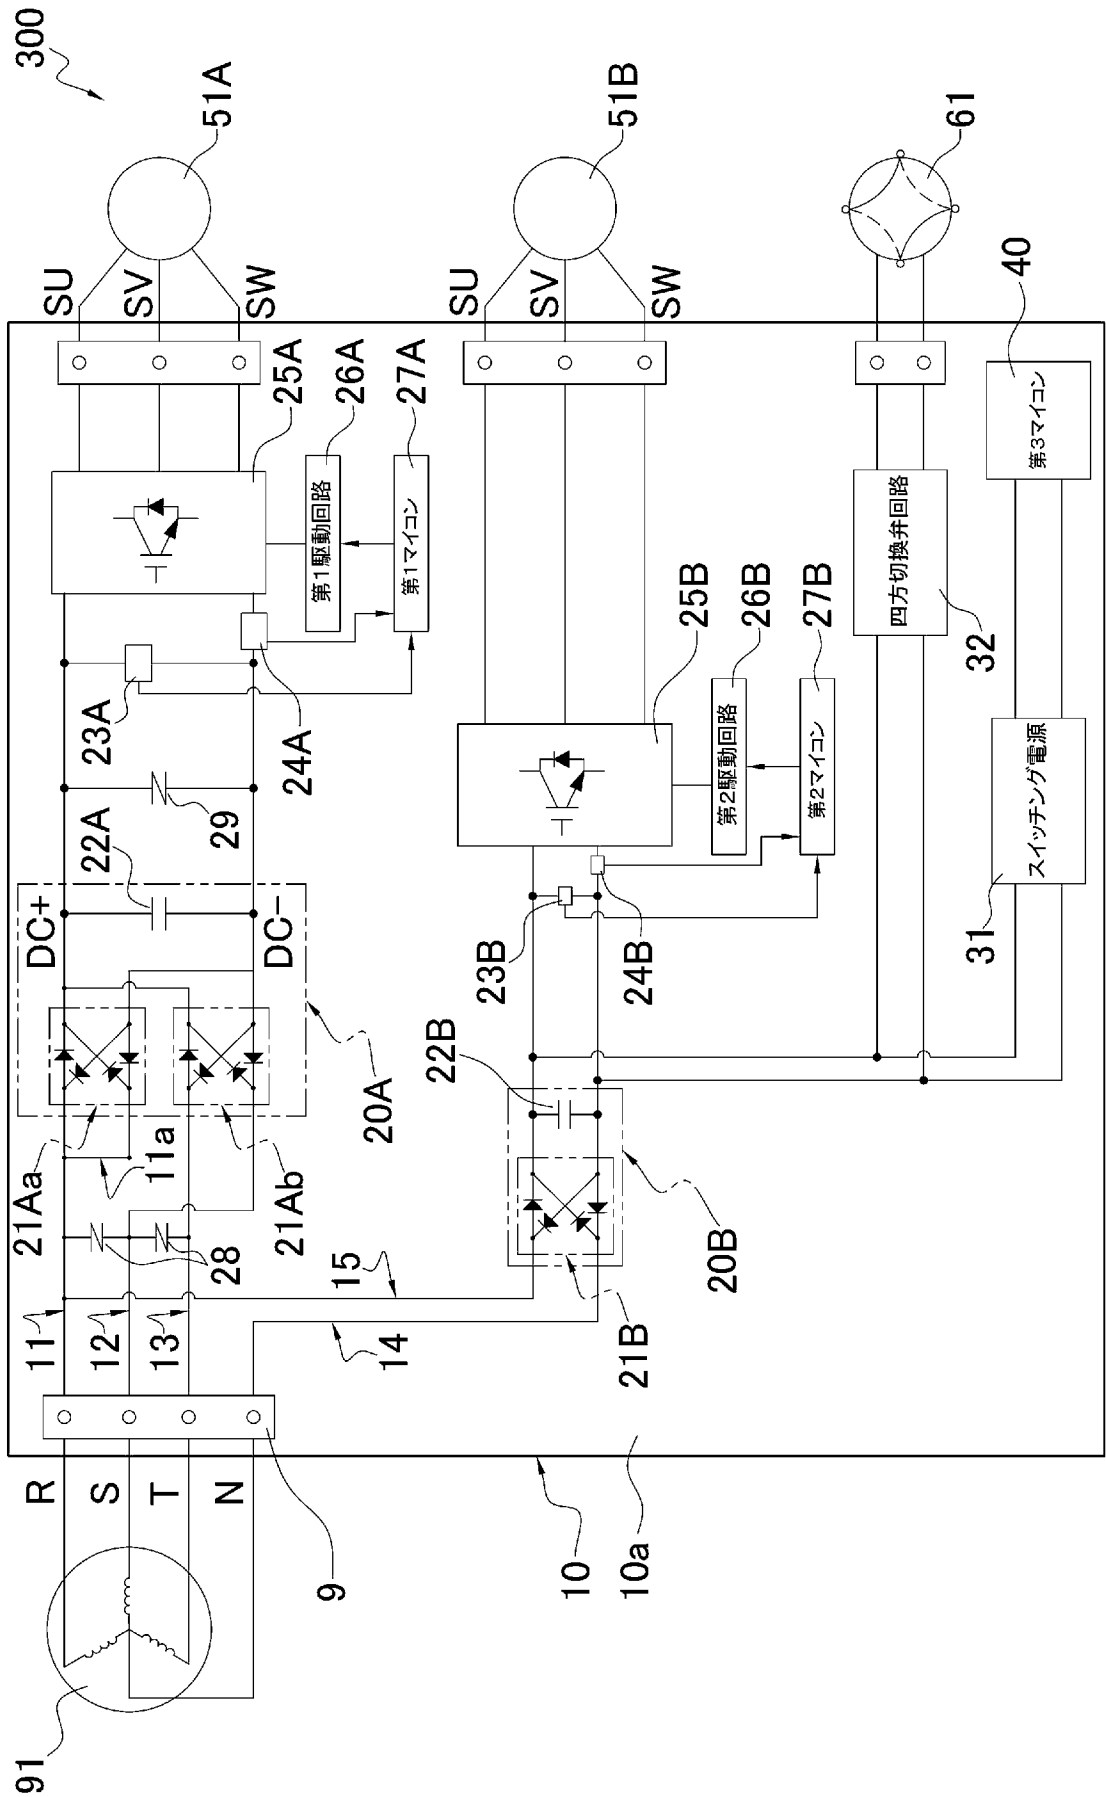 300
91
R
S
T
N
9
10
10a
11
12
13
14
15
28
11a
21Aa
21Ab
20A
DC+
DC−
22A
29
23A
24A
25A
第1駆動回路
26A
第1マイコン
27A
SU
SV
SW
51A
21B
20B
22B
23B
24B
25B
第2駆動回路
26B
第2マイコン
27B
SU
SV
SW
51B
四方切換弁回路
32
61
スイッチング電源
31
第3マイコン
40